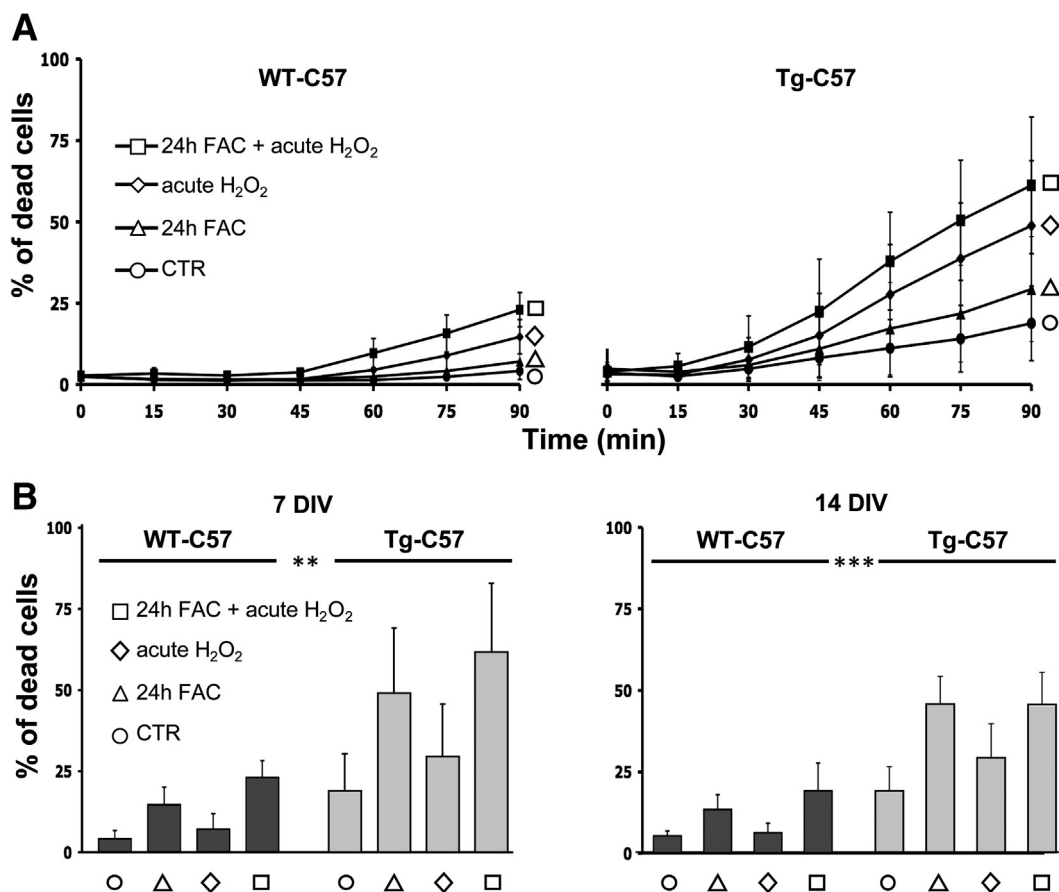 A
WT-C57
Tg-C57
% of dead cells
100
75
50
25
0
24h FAC + acute H₂O₂
acute H₂O₂
24h FAC
CTR
0 15 30 45 60 75 90
0 15 30 45 60 75 90
Time (min)
B
7 DIV
14 DIV
% of dead cells
100
75
50
25
0
WT-C57 ** Tg-C57
24h FAC + acute H₂O₂
acute H₂O₂
24h FAC
CTR
% of dead cells
100
75
50
25
0
WT-C57 *** Tg-C57